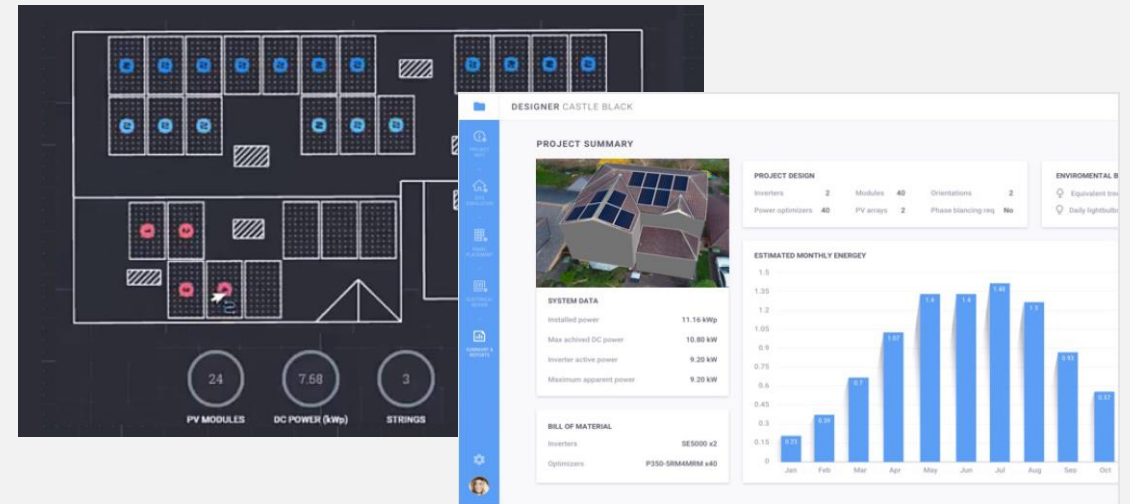 24
7.68
3
PV MODULES
DC POWER (kWp)
STRINGS
DESIGNER CASTLE BLACK
PROJECT SUMMARY
PROJECT DESIGN
Inverters 2 Modules 40 Orientations 2
Power optimizers 40 PV arrays 2 Phase blancing req No
ENVIROMENTAL B
Equivalent tree
Daily lightbulbs
SYSTEM DATA
Installed power 11.16 kWp
Max achived DC power 10.80 kW
Inverter active power 9.20 kW
Maximum apparent power 9.20 kW
BILL OF MATERIAL
Inverters SE5000 x2
Optimizers P350-5RM4MRM x40
ESTIMATED MONTHLY ENERGEY
1.5
1.35
1.2
1.05
0.9
0.75
0.6
0.45
0.3
0.15
0
0.39
0.7
1.07
1.4
1.4
1.48
1.3
0.93
0.57
Jan Feb Mar Apr May Jun Jul Aug Sep Oct
SUMMARY &
REPORTS